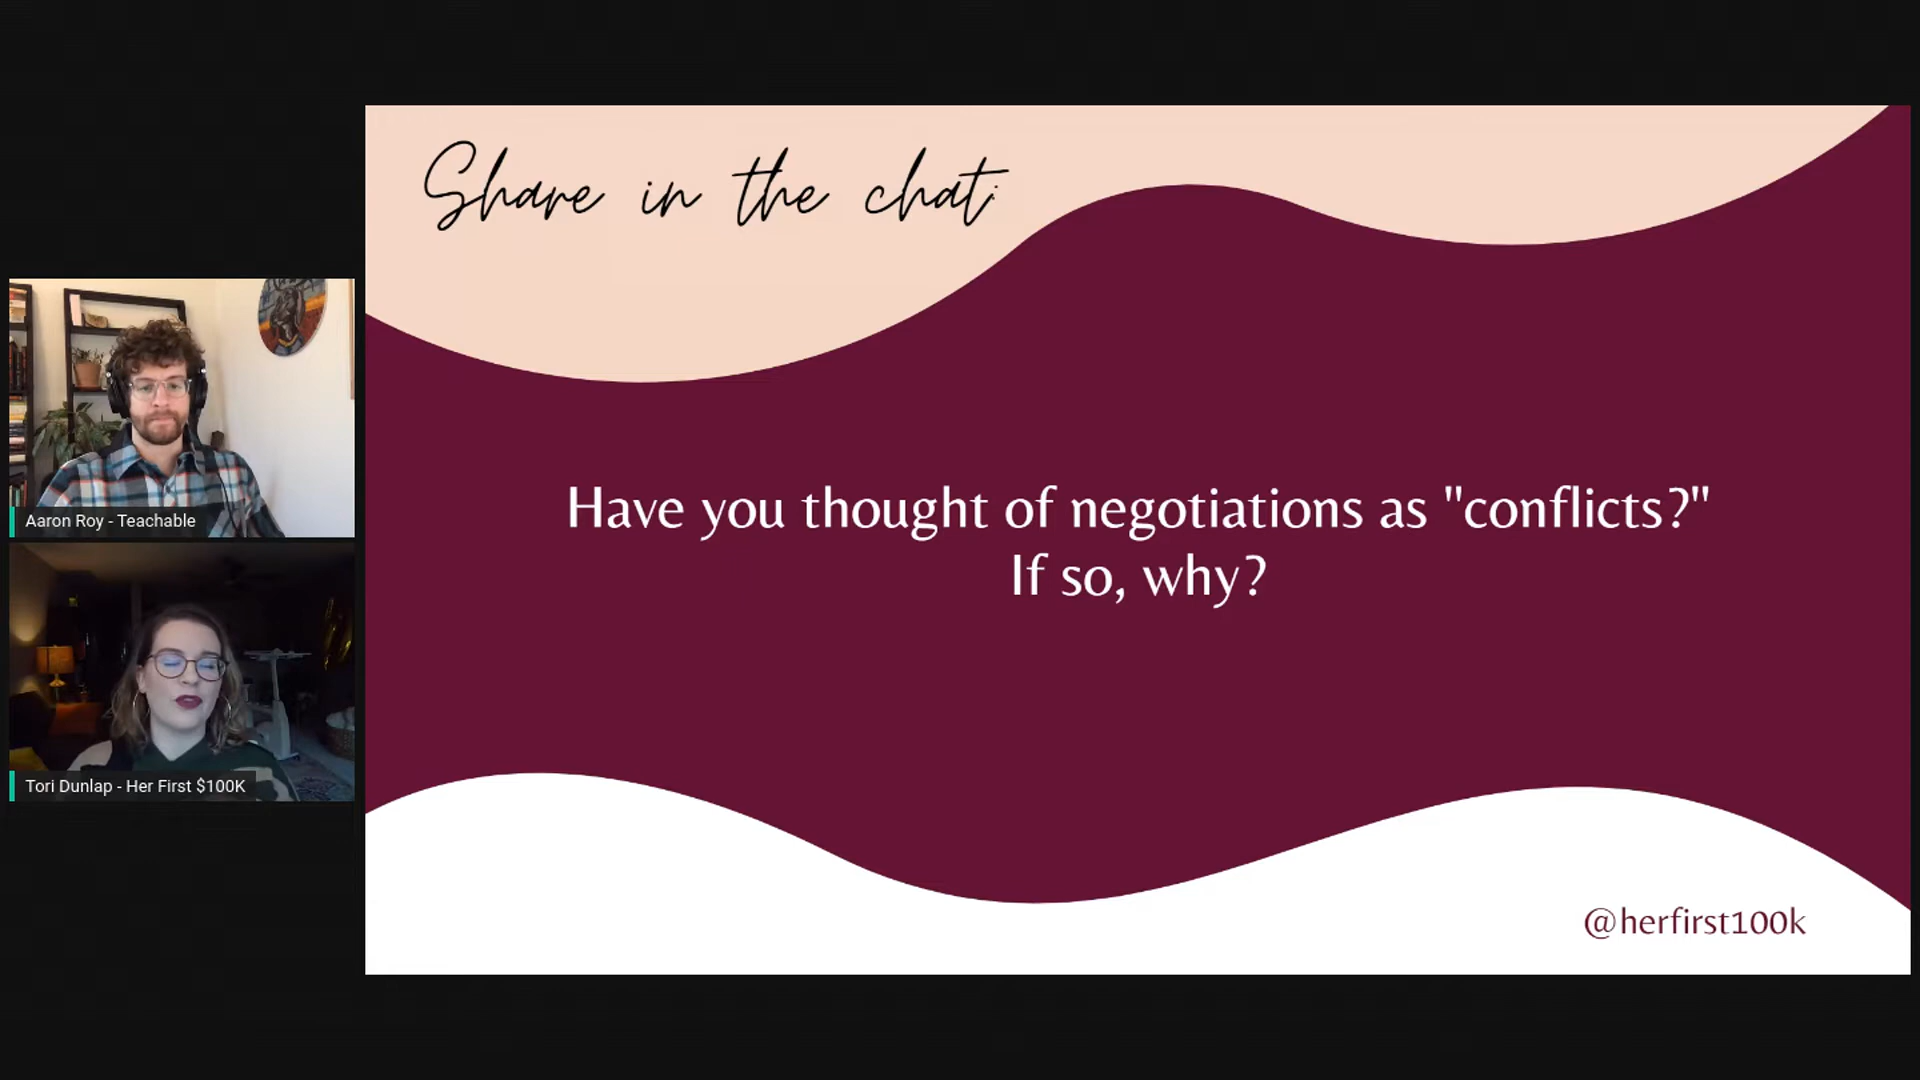 Share in the chat:
Have you thought of negotiations as "conflicts?"
If so, why?
@herfirst100k
Aaron Roy - Teachable
Tori Dunlap - Her First $100K